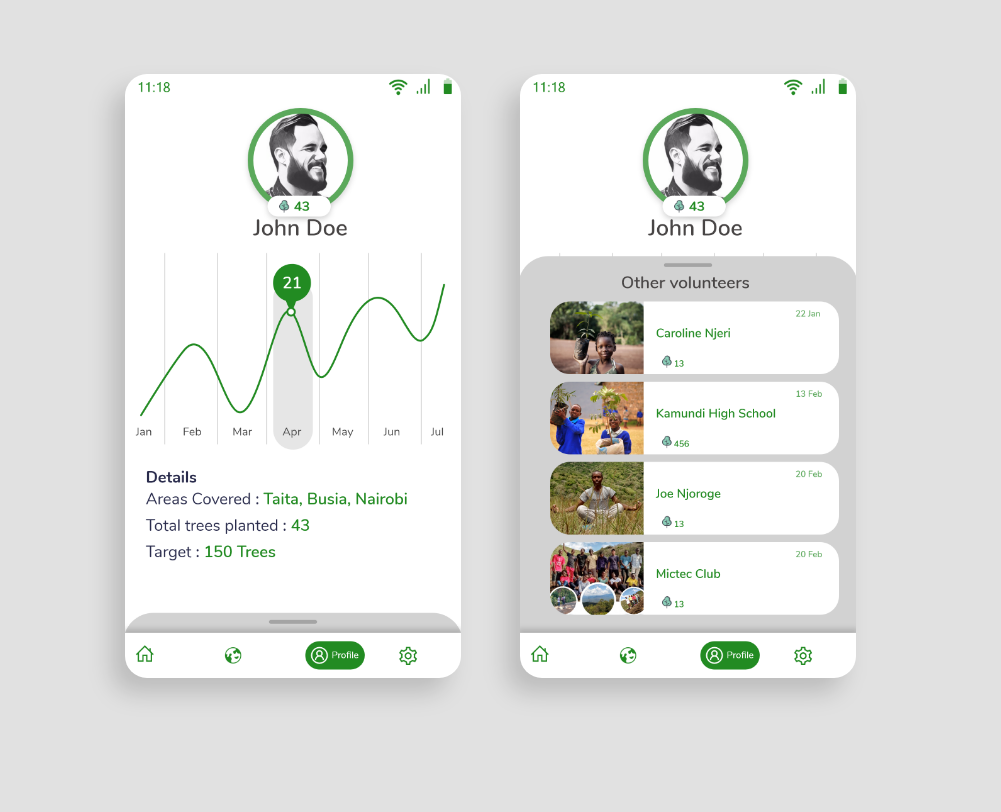 11:18
43
John Doe
21
Jan Feb Mar Apr May Jun Jul
Details
Areas Covered : Taita, Busia, Nairobi
Total trees planted : 43
Target : 150 Trees
Profile
11:18
43
John Doe
Other volunteers
22 Jan
Caroline Njeri
13
13 Feb
Kamundi High School
456
20 Feb
Joe Njoroge
13
20 Feb
Mictec Club
13
Profile